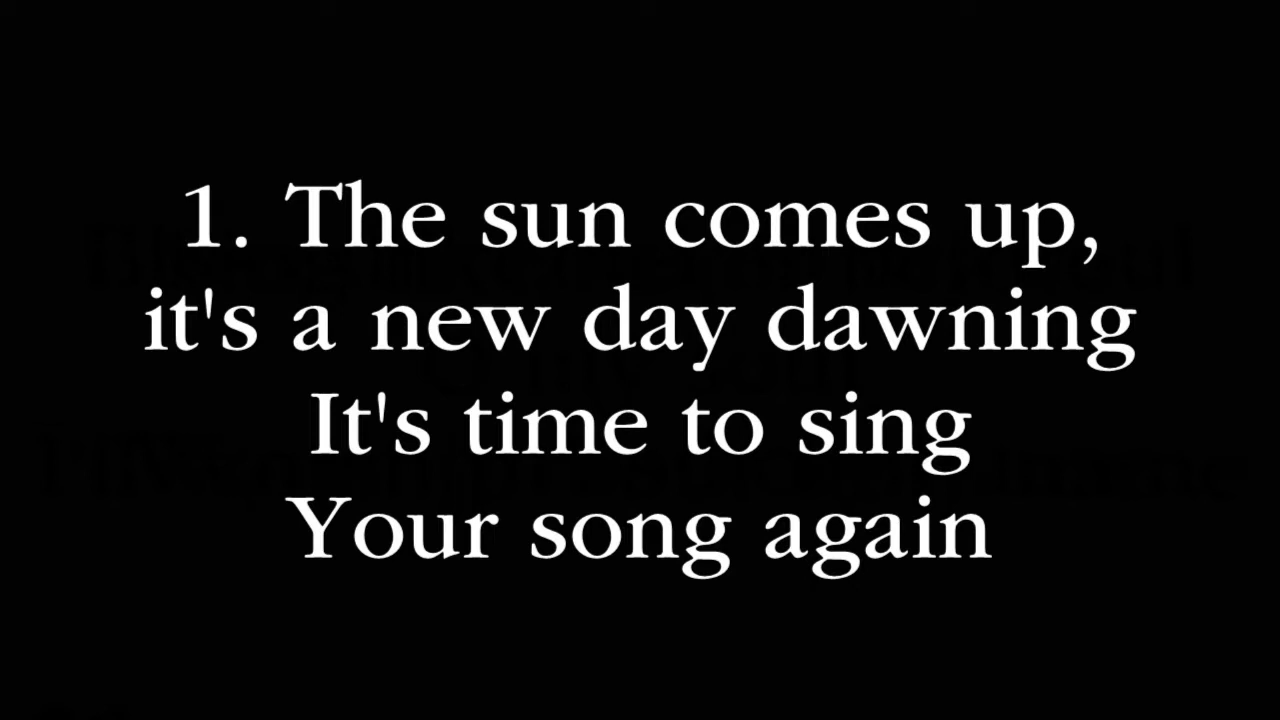 1. The sun comes up,
it's a new day dawning
It's time to sing
Your song again